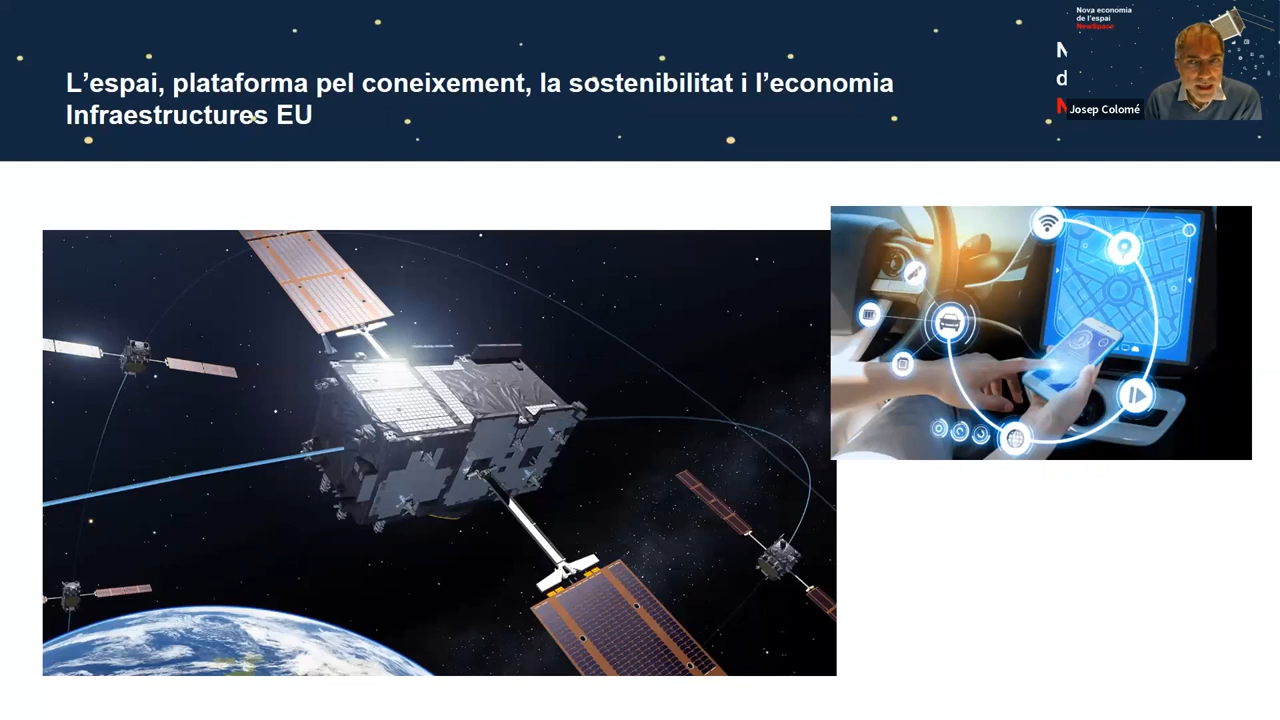 L’espai, plataforma pel coneixement, la sostenibilitat i l’economia
Infraestructures EU
Nova economia
de l’espai
NewSpace
N
d
N
Josep Colomé